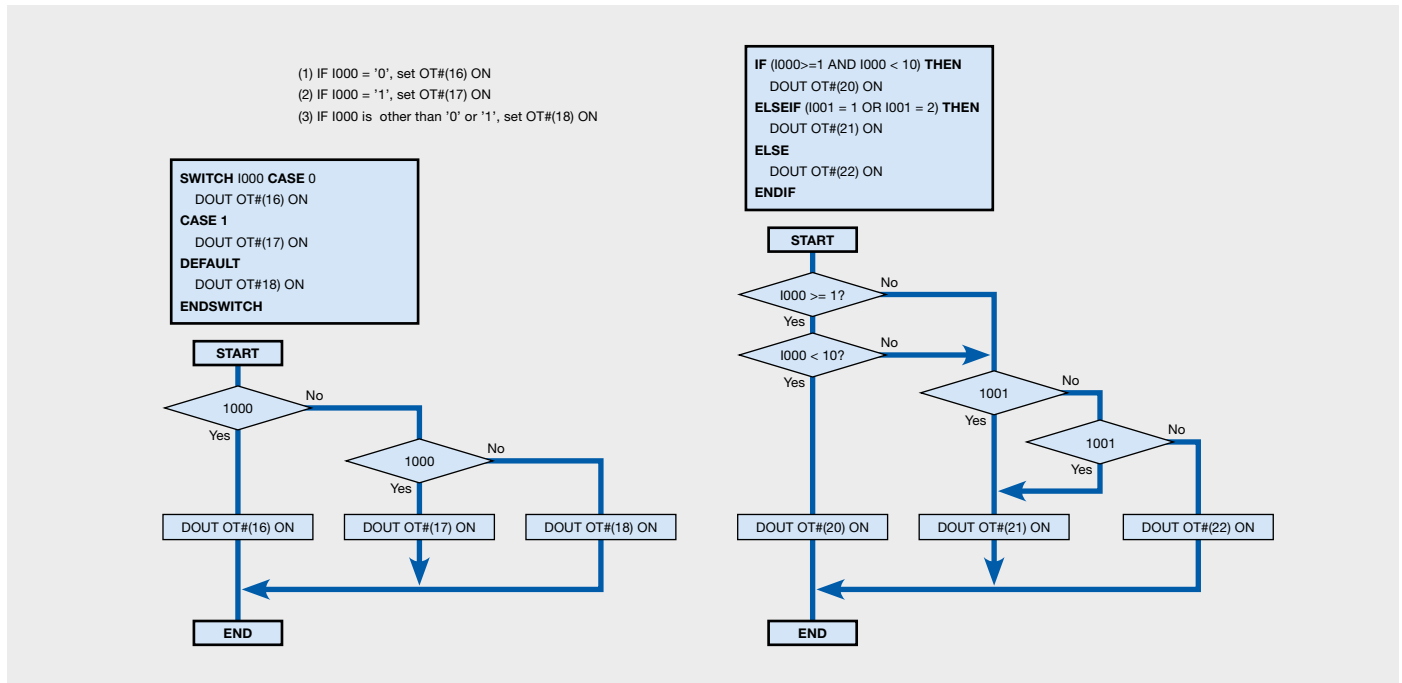 (1) IF I000 = '0', set OT#(16) ON
(2) IF I000 = '1', set OT#(17) ON
(3) IF I000 is other than '0' or '1', set OT#(18) ON
SWITCH I000 CASE 0
DOUT OT#(16) ON
CASE 1
DOUT OT#(17) ON
DEFAULT
DOUT OT#18) ON
ENDSWITCH
START
1000
No
Yes
1000
No
Yes
DOUT OT#(16) ON
DOUT OT#(17) ON
DOUT OT#(18) ON
END
IF (I000>=1 AND I000 < 10) THEN
DOUT OT#(20) ON
ELSEIF (I001 = 1 OR I001 = 2) THEN
DOUT OT#(21) ON
ELSE
DOUT OT#(22) ON
ENDIF
START
I000 >= 1?
No
Yes
I000 < 10?
No
Yes
1001
No
Yes
1001
No
Yes
DOUT OT#(20) ON
DOUT OT#(21) ON
DOUT OT#(22) ON
END